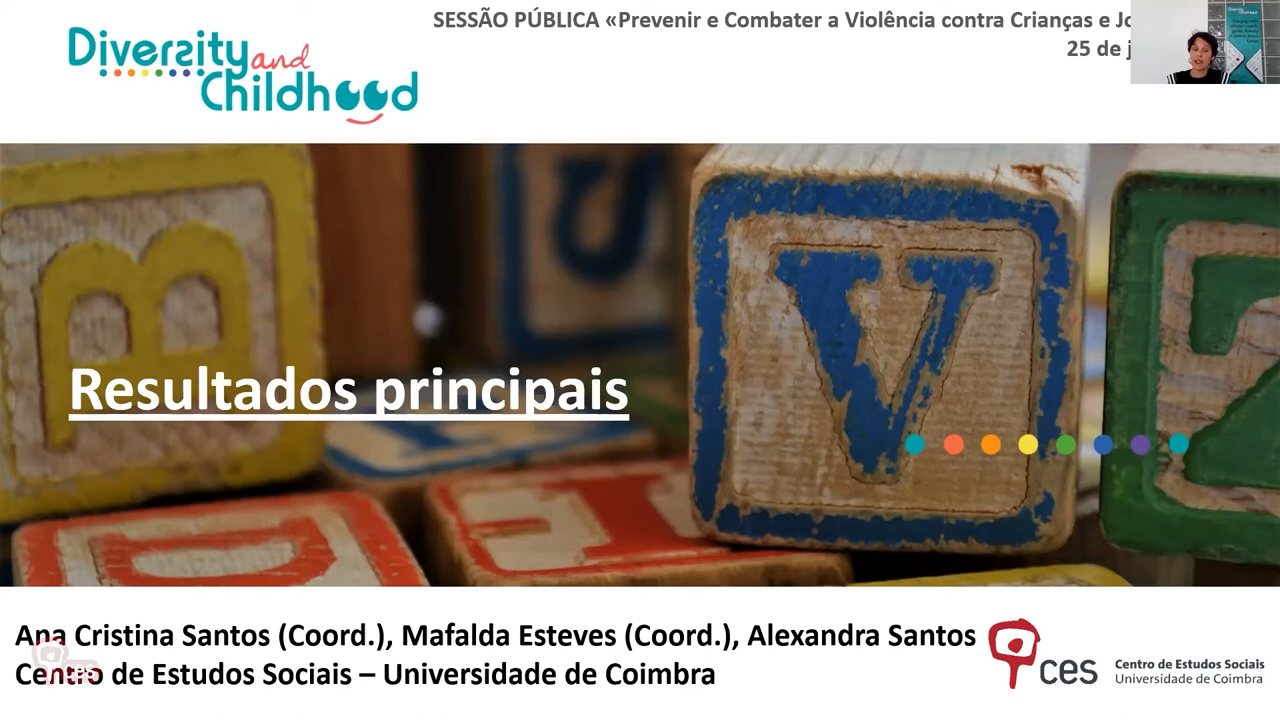 Diversity and
Childhood
SESSÃO PÚBLICA «Prevenir e Combater a Violência contra Crianças e Jo
25 de j
B
S
V
Z
D
Resultados principais
Ana Cristina Santos (Coord.), Mafalda Esteves (Coord.), Alexandra Santos
Centro de Estudos Sociais – Universidade de Coimbra
ces
ces
Centro de Estudos Sociais
Universidade de Coimbra